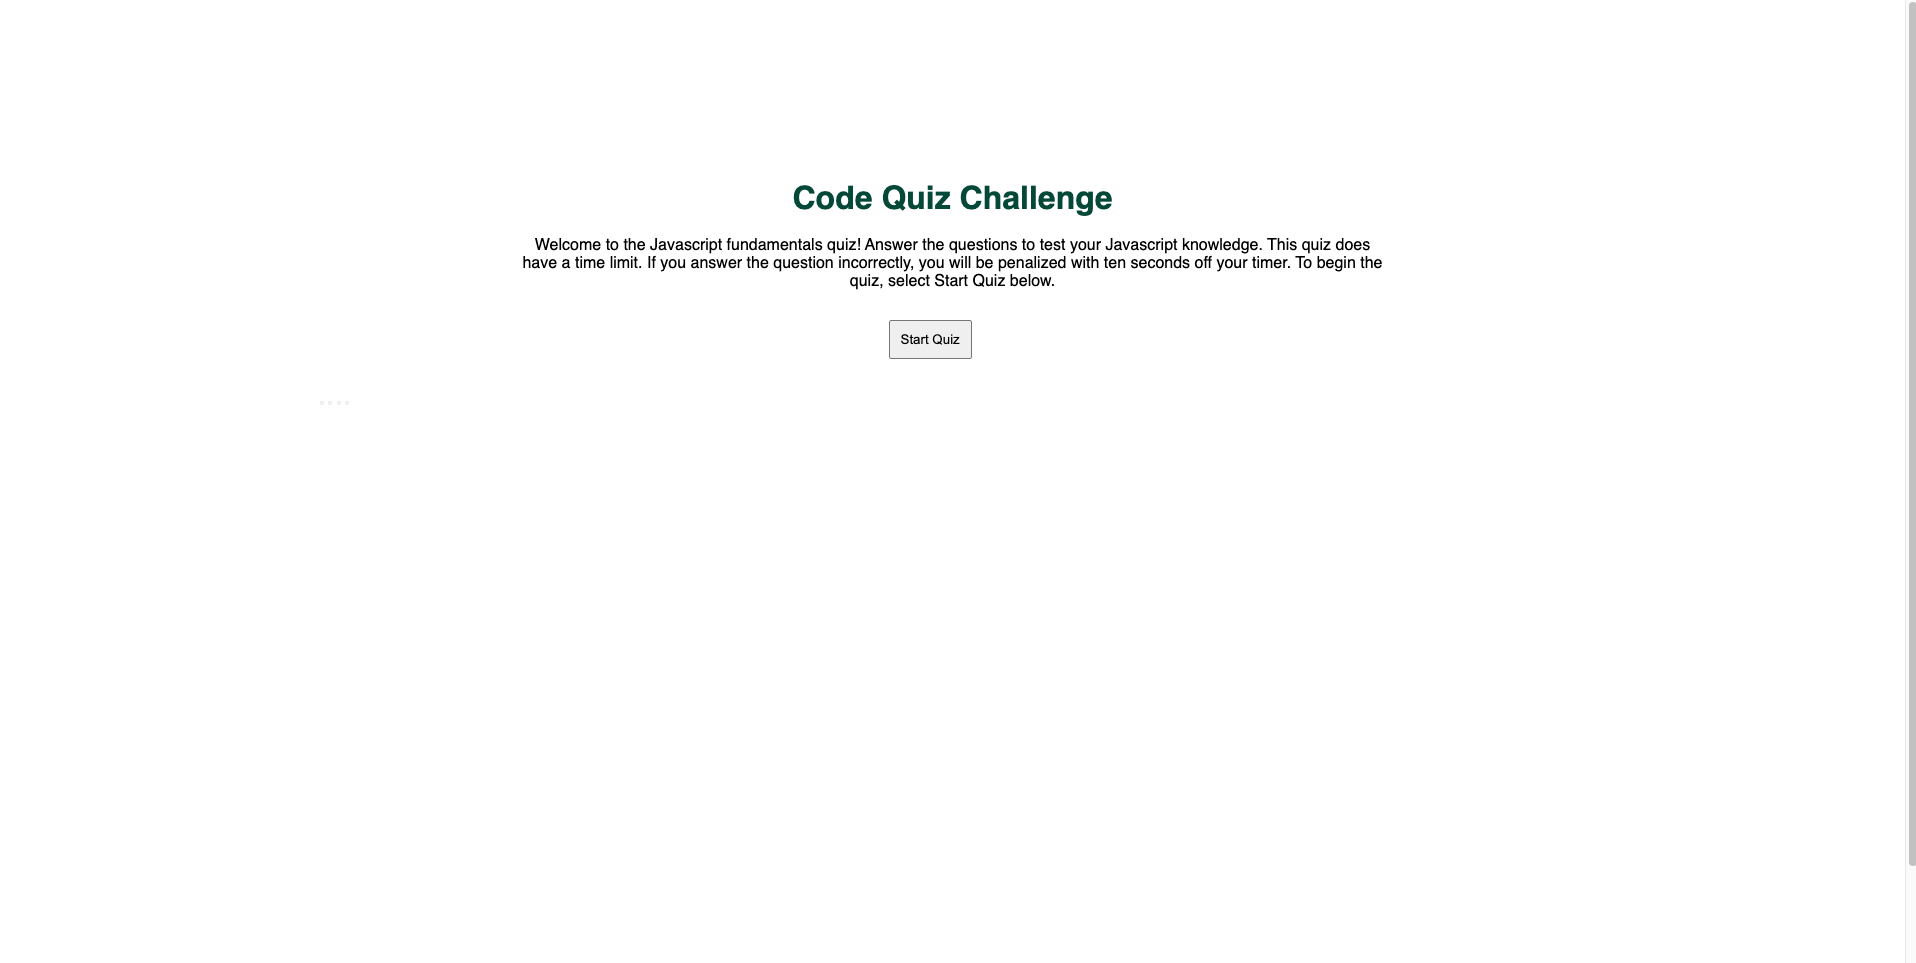 Code Quiz Challenge
Welcome to the Javascript fundamentals quiz! Answer the questions to test your Javascript knowledge. This quiz does
have a time limit. If you answer the question incorrectly, you will be penalized with ten seconds off your timer. To begin the
quiz, select Start Quiz below.
Start Quiz